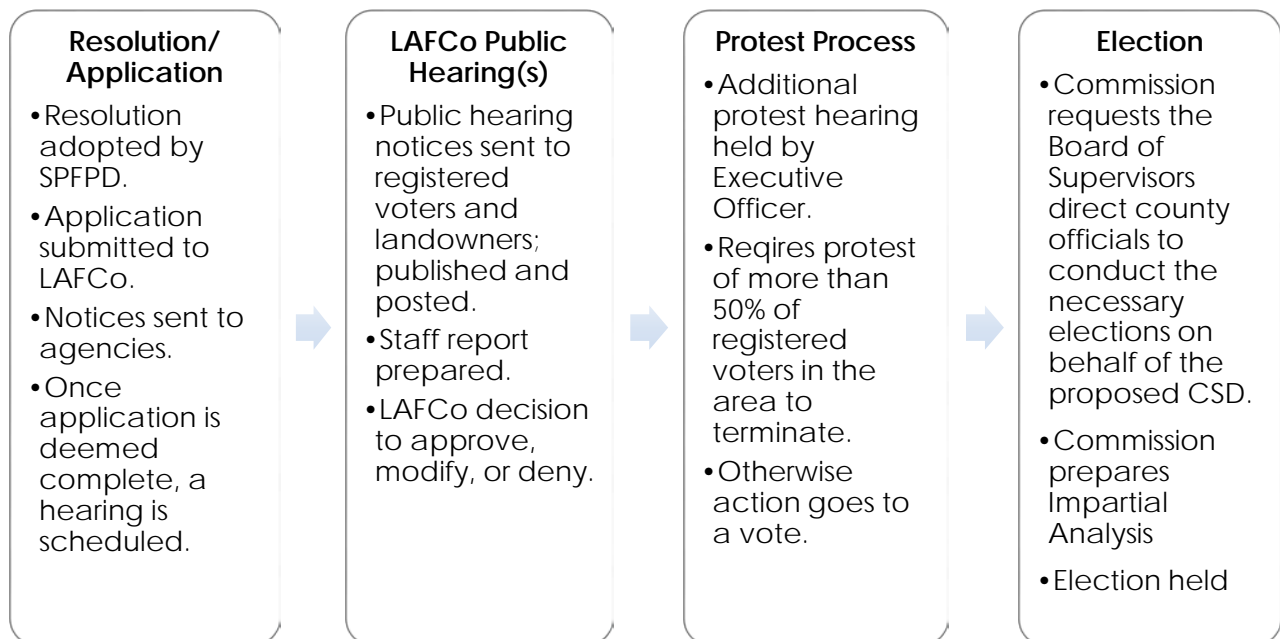 Resolution/
Application
•Resolution
adopted by
SPFPD.
•Application
submitted to
LAFCo.
•Notices sent to
agencies.
•Once
application is
deemed
complete, a
hearing is
scheduled.
LAFCo Public
Hearing(s)
•Public hearing
notices sent to
registered
voters and
landowners;
published and
posted.
•Staff report
prepared.
•LAFCo decision
to approve,
modify, or deny.
Protest Process
•Additional
protest hearing
held by
Executive
Officer.
•Reqires protest
of more than
50% of
registered
voters in the
area to
terminate.
•Otherwise
action goes to
a vote.
Election
•Commission
requests the
Board of
Supervisors
direct county
officials to
conduct the
necessary
elections on
behalf of the
proposed CSD.
•Commission
prepares
Impartial
Analysis
•Election held